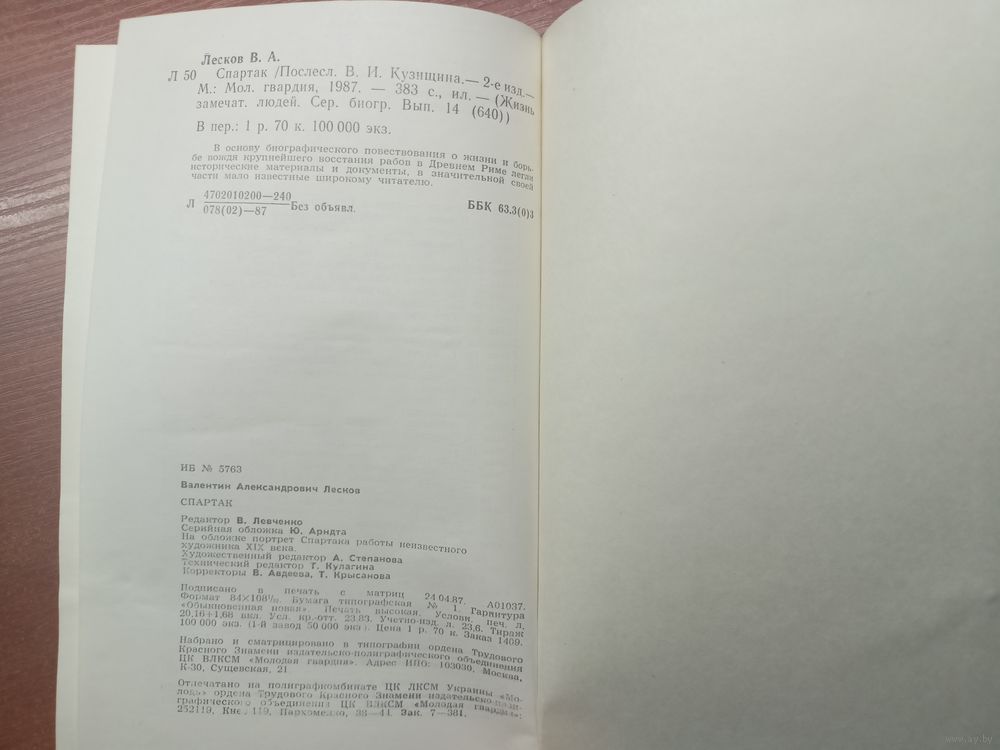 Лесков В. А.
Л 50 Спартак /Послесл. В. И. Кузищина.— 2-е изд.—
М.: Мол. гвардия, 1987. — 383 с., ил. — (Жизнь
замечат. людей. Сер. биогр. Вып. 14 (640))
В пер.: 1 р. 70 к. 100 000 экз.
В основу биографического повествования о жизни и борь-
бе вождя крупнейшего восстания рабов в Древнем Риме легли
исторические материалы и документы, в значительной своей
части мало известные широкому читателю.
Л 4702010200—240
078(02)—87 Без объявл. ББК 63.3(0)3
ИБ № 5763
Валентин Александрович Лесков
СПАРТАК
Редактор В. Левченко
Серийная обложка Ю. Арндта
На обложке портрет Спартака работы неизвестного
художника XIX века.
Художественный редактор А. Степанова
Технический редактор Т. Кулагина
Корректоры В. Авдеева, Т. Крысанова
Подписано в печать с матриц 24.04.87. А01037.
Формат 84×108¹/₃₂. Бумага типографская № 1. Гарнитура
«Обыкновенная новая». Печать высокая. Условн. печ. л.
20,16+1,68 вкл. Усл. кр.-отт. 23,83. Учетно-изд. л. 23,6. Тираж
100 000 экз. (1-й завод 50 000 экз.). Цена 1 р. 70 к. Заказ 1409.
Набрано и сматрицировано в типографии ордена Трудового
Красного Знамени издательско-полиграфического объединения
ЦК ВЛКСМ «Молодая гвардия». Адрес ИПО: 103030, Москва,
К-30, Сущевская, 21.
Отпечатано на полиграфкомбинате ЦК ЛКСМ Украины «Мо-
лодь» ордена Трудового Красного Знамени издательско-поли-
графического объединения ЦК ВЛКСМ «Молодая гвардия»:
252119, Киев-119, Пархоменко, 38—44. Зак. 7—381.
www.ay.by